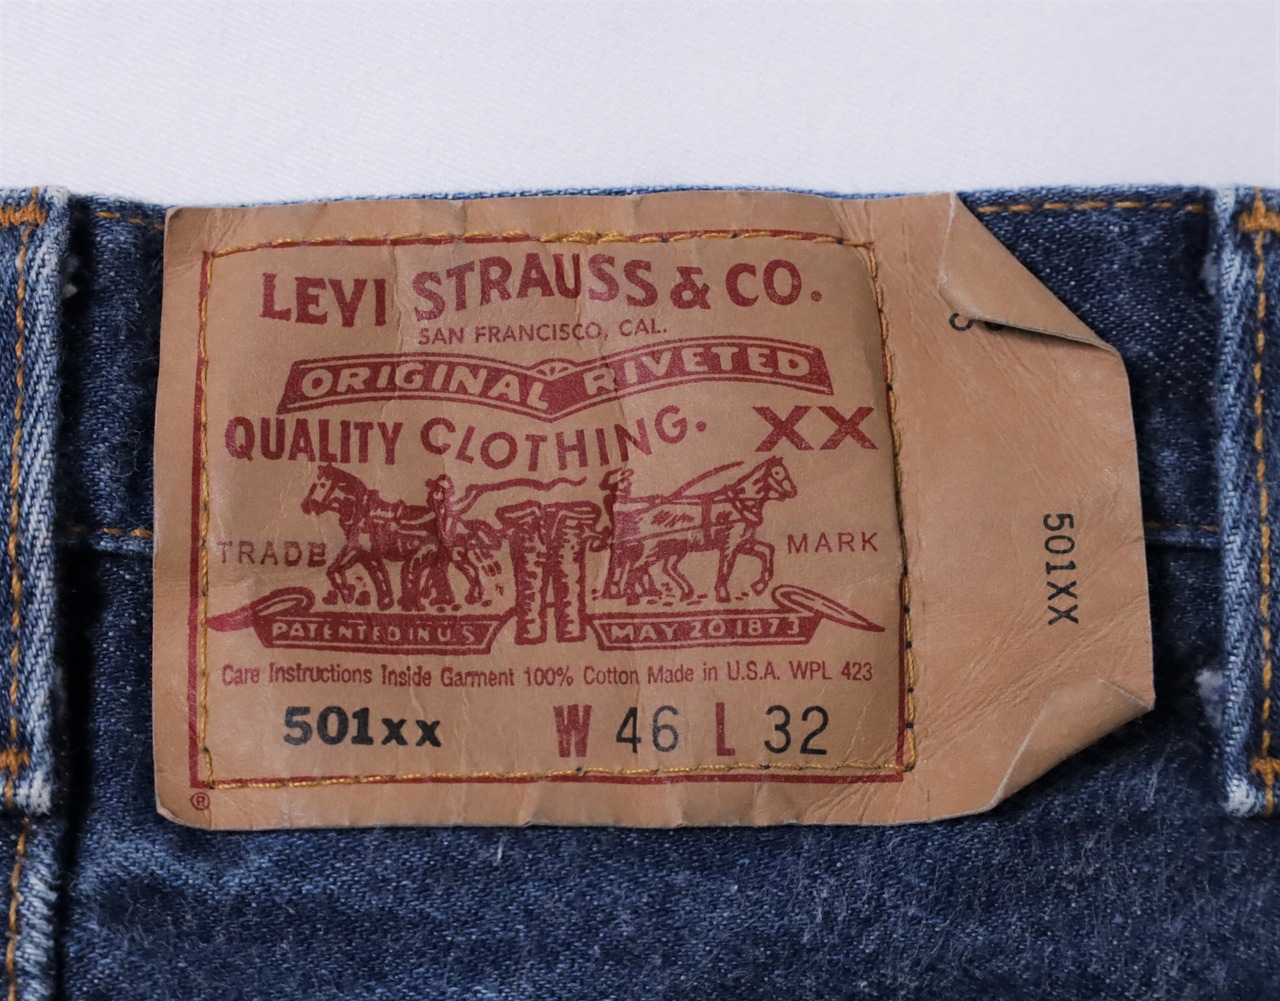 LEVI STRAUSS & CO.
SAN FRANCISCO, CAL.
ORIGINAL RIVETED
QUALITY CLOTHING. XX
TRADE MARK
PATENTED IN U S MAY 20 1873
Care Instructions Inside Garment 100% Cotton Made in U.S.A. WPL 423
501xx W 46 L 32
®
501XX